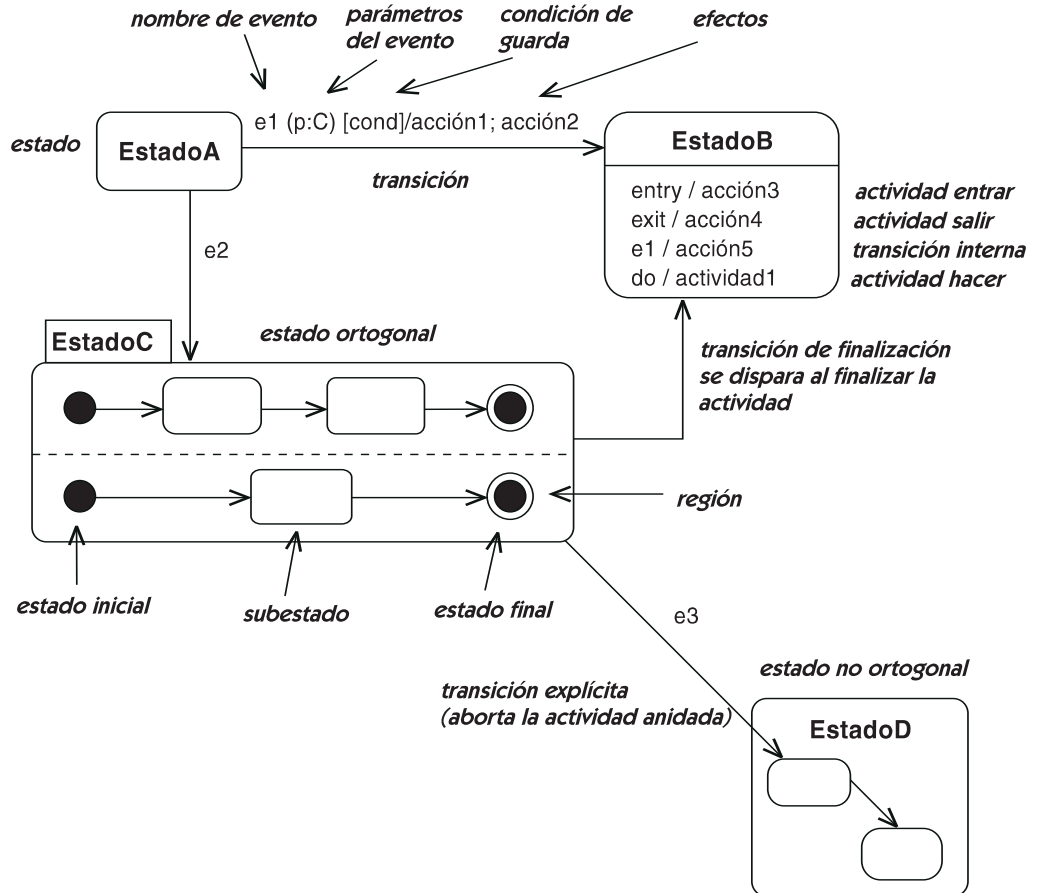 nombre de evento
parámetros
del evento
condición de
guarda
efectos
e1 (p:C) [cond]/acción1; acción2
estado
EstadoA
transición
EstadoB
entry / acción3
exit / acción4
e1 / acción5
do / actividad1
actividad entrar
actividad salir
transición interna
actividad hacer
e2
EstadoC
estado ortogonal
transición de finalización
se dispara al finalizar la
actividad
región
estado inicial
subestado
estado final
e3
transición explícita
(aborta la actividad anidada)
estado no ortogonal
EstadoD